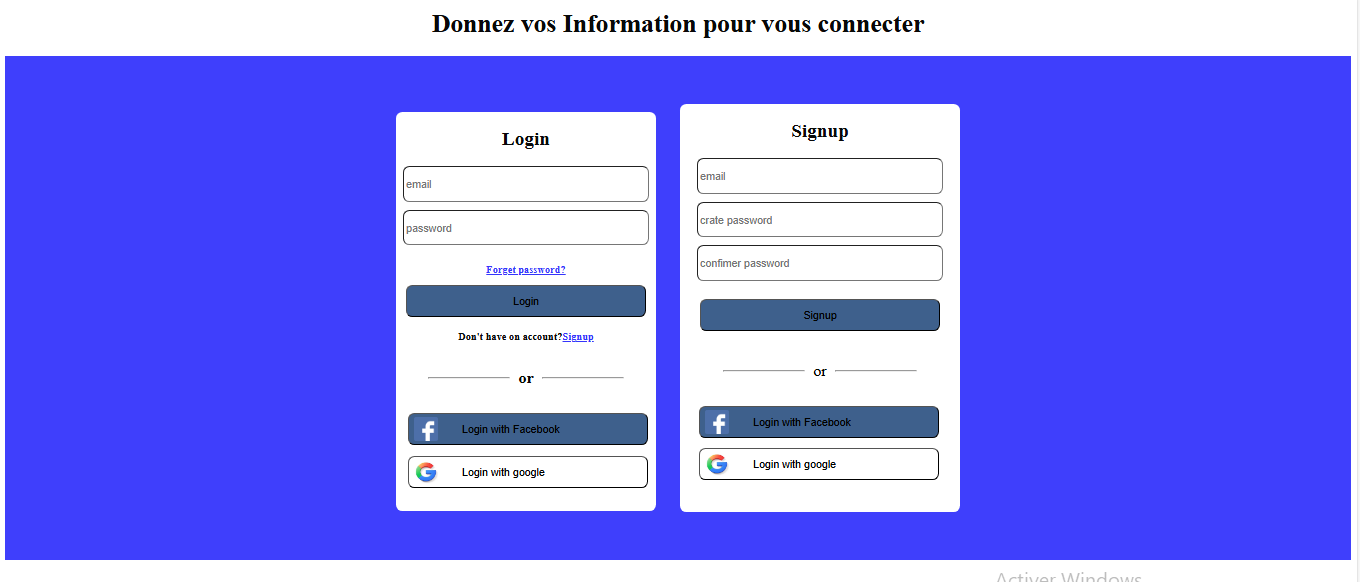 Donnez vos Information pour vous connecter
Login
email
password
Forget password?
Login
Don't have on account?Signup
or
Login with Facebook
Login with google
Signup
email
crate password
confimer password
Signup
or
Login with Facebook
Login with google
Activer Windows